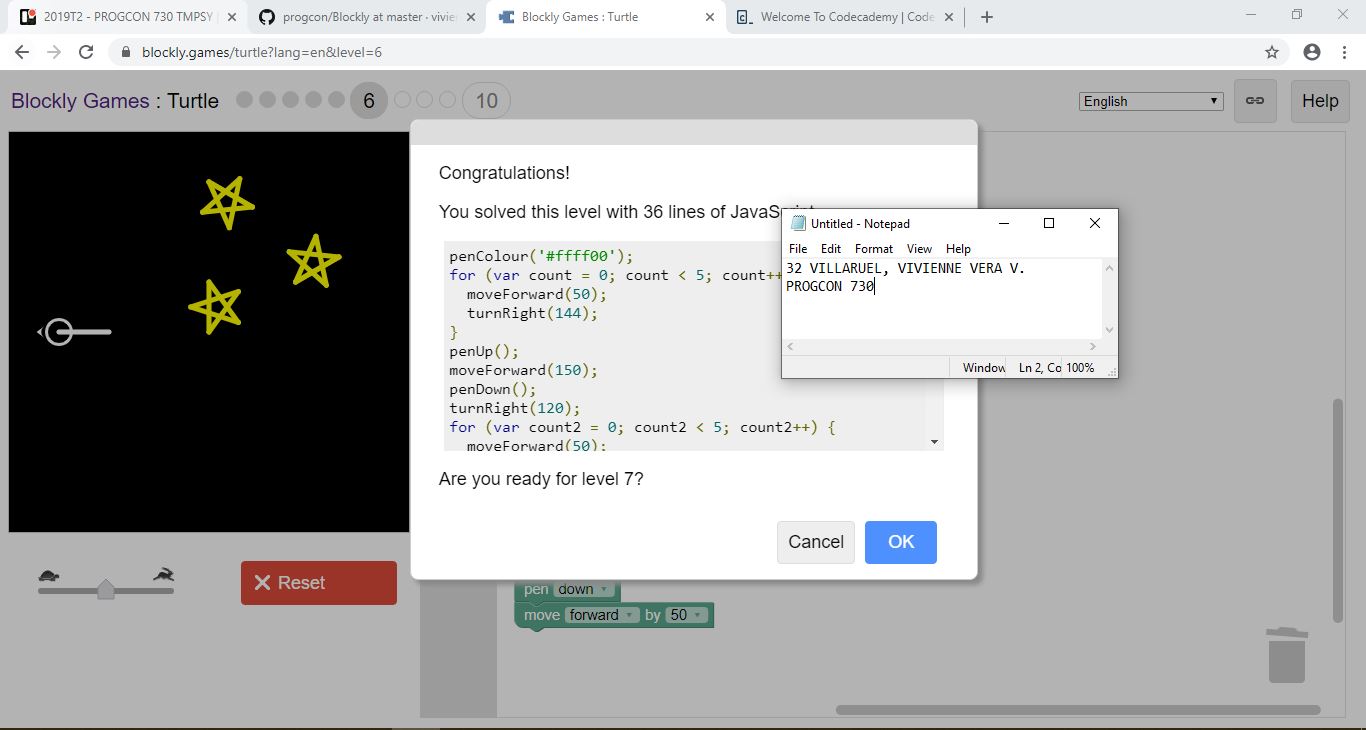 2019T2 - PROGCON 730 TMPSY
progcon/Blockly at master · vivie
Blockly Games : Turtle
Welcome To Codecademy | Code
blockly.games/turtle?lang=en&level=6
Blockly Games : Turtle
6
10
English
Help
Congratulations!
You solved this level with 36 lines of JavaScript:
penColour('#ffff00');
for (var count = 0; count < 5; count++
moveForward(50);
turnRight(144);
}
penUp();
moveForward(150);
penDown();
turnRight(120);
for (var count2 = 0; count2 < 5; count2++) {
moveForward(50);
Are you ready for level 7?
Cancel
OK
Untitled - Notepad
File Edit Format View Help
32 VILLARUEL, VIVIENNE VERA V.
PROGCON 730
Window Ln 2, Co 100%
Reset
pen down
move forward by 50